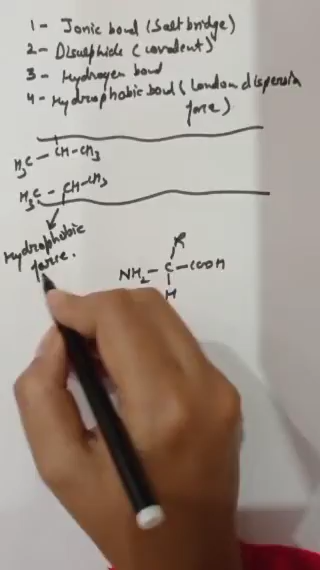 1 - Ionic bond (Salt bridge)
2 - Disulphide (covalent)
3 - Hydrogen bond
4 - Hydrophobic bond (London dispersion
force)
H3C - CH-CH3
H3C - CH-CH3
Hydrophobic
force.
R
NH2 - C - COOH
H